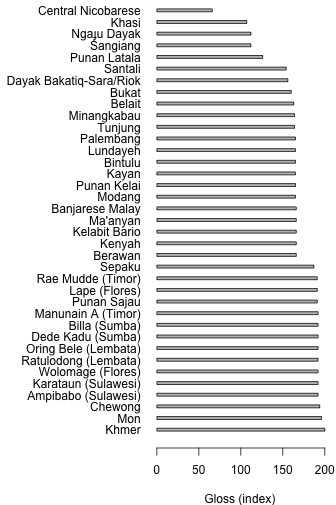 Central Nicobarese
Khasi
Ngaju Dayak
Sangiang
Punan Latala
Santali
Dayak Bakatiq-Sara/Riok
Bukat
Belait
Minangkabau
Tunjung
Palembang
Lundayeh
Bintulu
Kayan
Punan Kelai
Modang
Banjarese Malay
Ma'anyan
Kelabit Bario
Kenyah
Berawan
Sepaku
Rae Mudde (Timor)
Lape (Flores)
Punan Sajau
Manunain A (Timor)
Billa (Sumba)
Dede Kadu (Sumba)
Oring Bele (Lembata)
Ratulodong (Lembata)
Wolomage (Flores)
Karataun (Sulawesi)
Ampibabo (Sulawesi)
Chewong
Mon
Khmer
0 50 100 150 200
Gloss (index)